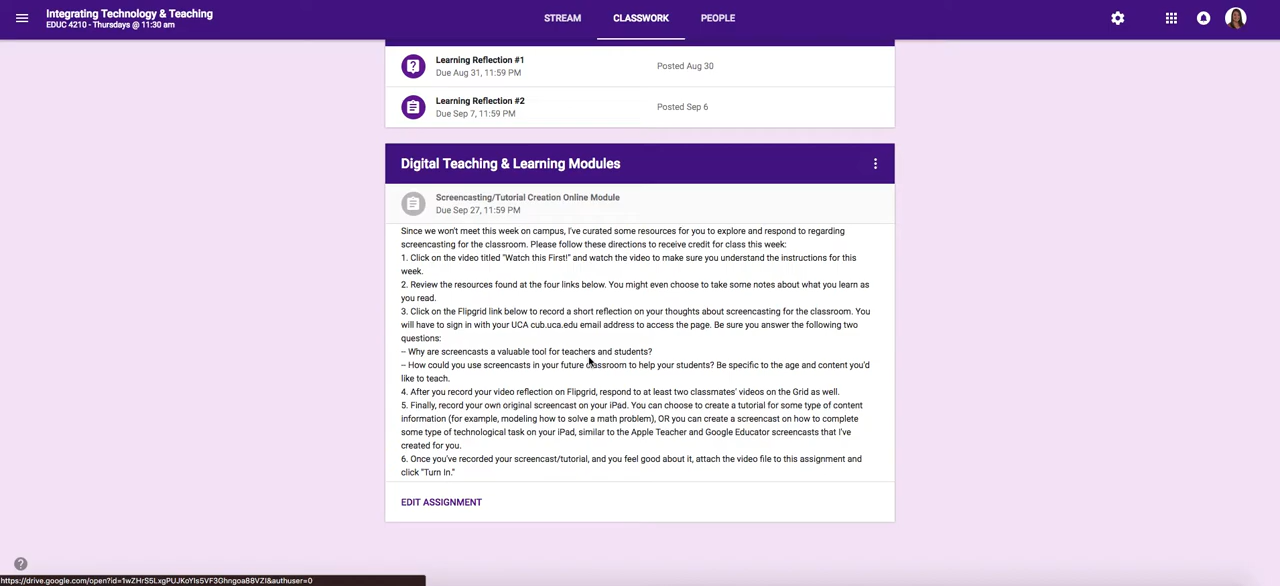 Integrating Technology & Teaching
EDUC 4210 - Thursdays @ 11:30 am
STREAM
CLASSWORK
PEOPLE
Learning Reflection #1
Due Aug 31, 11:59 PM
Posted Aug 30
Learning Reflection #2
Due Sep 7, 11:59 PM
Posted Sep 6
Digital Teaching & Learning Modules
Screencasting/Tutorial Creation Online Module
Due Sep 27, 11:59 PM
Since we won't meet this week on campus, I've curated some resources for you to explore and respond to regarding
screencasting for the classroom. Please follow these directions to receive credit for class this week:
1. Click on the video titled "Watch this First!" and watch the video to make sure you understand the instructions for this
week.
2. Review the resources found at the four links below. You might even choose to take some notes about what you learn as
you read.
3. Click on the Flipgrid link below to record a short reflection on your thoughts about screencasting for the classroom. You
will have to sign in with your UCA cub.uca.edu email address to access the page. Be sure you answer the following two
questions:
– Why are screencasts a valuable tool for teachers and students?
– How could you use screencasts in your future classroom to help your students? Be specific to the age and content you'd
like to teach.
4. After you record your video reflection on Flipgrid, respond to at least two classmates' videos on the Grid as well.
5. Finally, record your own original screencast on your iPad. You can choose to create a tutorial for some type of content
information (for example, modeling how to solve a math problem), OR you can create a screencast on how to complete
some type of technological task on your iPad, similar to the Apple Teacher and Google Educator screencasts that I've
created for you.
6. Once you've recorded your screencast/tutorial, and you feel good about it, attach the video file to this assignment and
click "Turn In."
EDIT ASSIGNMENT